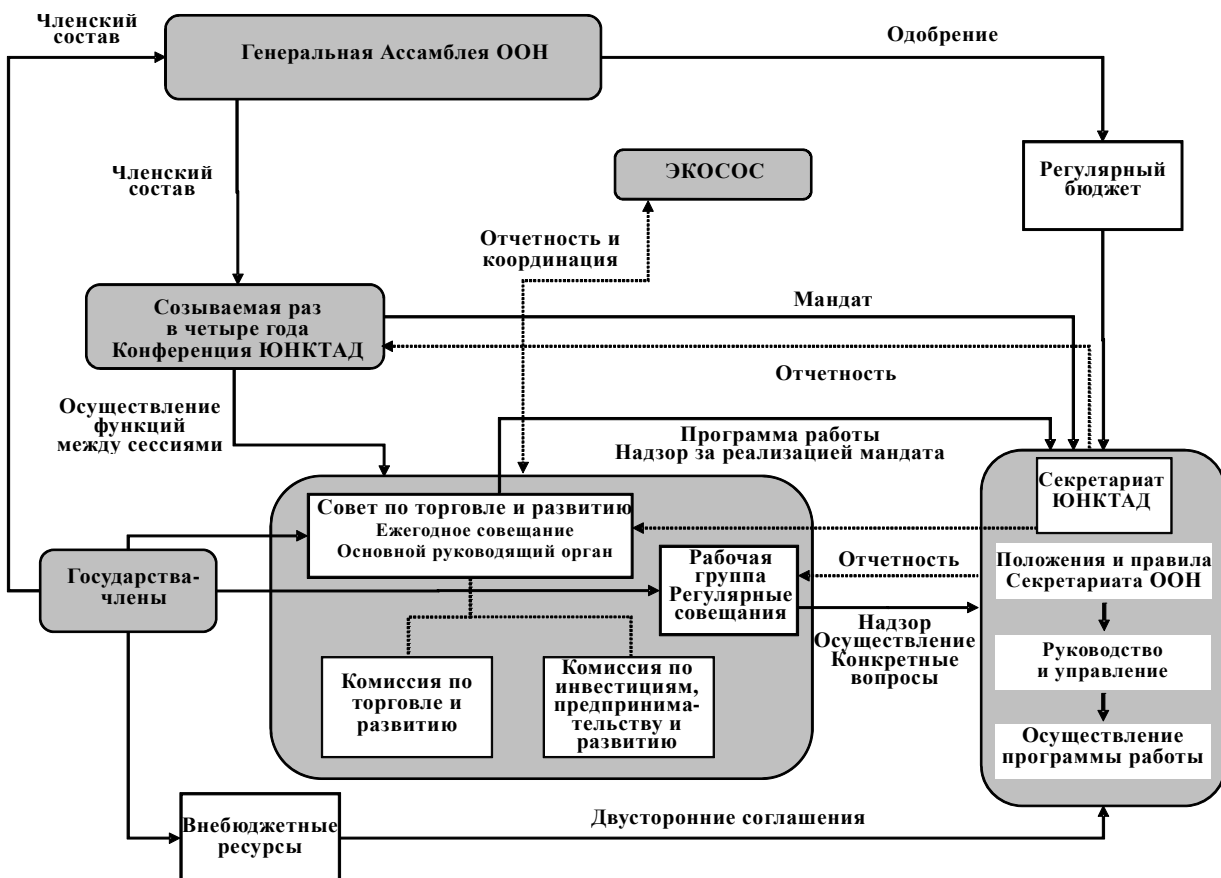 Членский
состав
Генеральная Ассамблея ООН
Одобрение
Членский
состав
ЭКОСОС
Регулярный
бюджет
Отчетность и
координация
Созываемая раз
в четыре года
Конференция ЮНКТАД
Мандат
Отчетность
Осуществление
функций
между сессиями
Программа работы
Надзор за реализацией мандата
Совет по торговле и развитию
Ежегодное совещание
Основной руководящий орган
Секретариат
ЮНКТАД
Государства-
члены
Рабочая
группа
Регулярные
совещания
Отчетность
Положения и правила
Секретариата ООН
Надзор
Осуществление
Конкретные
вопросы
Руководство
и управление
Комиссия по
торговле и
развитию
Комиссия по
инвестициям,
предпринима-
тельству и
развитию
Осуществление
программы работы
Внебюджетные
ресурсы
Двусторонние соглашения